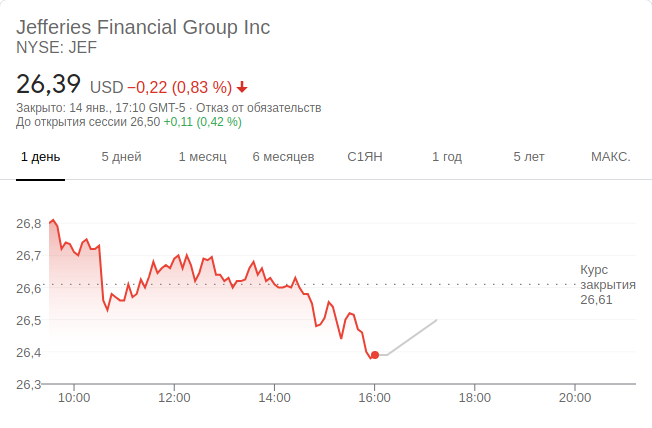 Jefferies Financial Group Inc
NYSE: JEF
26,39 USD −0,22 (0,83 %)
Закрыто: 14 янв., 17:10 GMT-5 · Отказ от обязательств
До открытия сессии 26,50 +0,11 (0,42 %)
1 день 5 дней 1 месяц 6 месяцев С1ЯН 1 год 5 лет МАКС.
26,8
26,7
26,6
26,5
26,4
26,3
Курс
закрытия
26,61
10:00 12:00 14:00 16:00 18:00 20:00